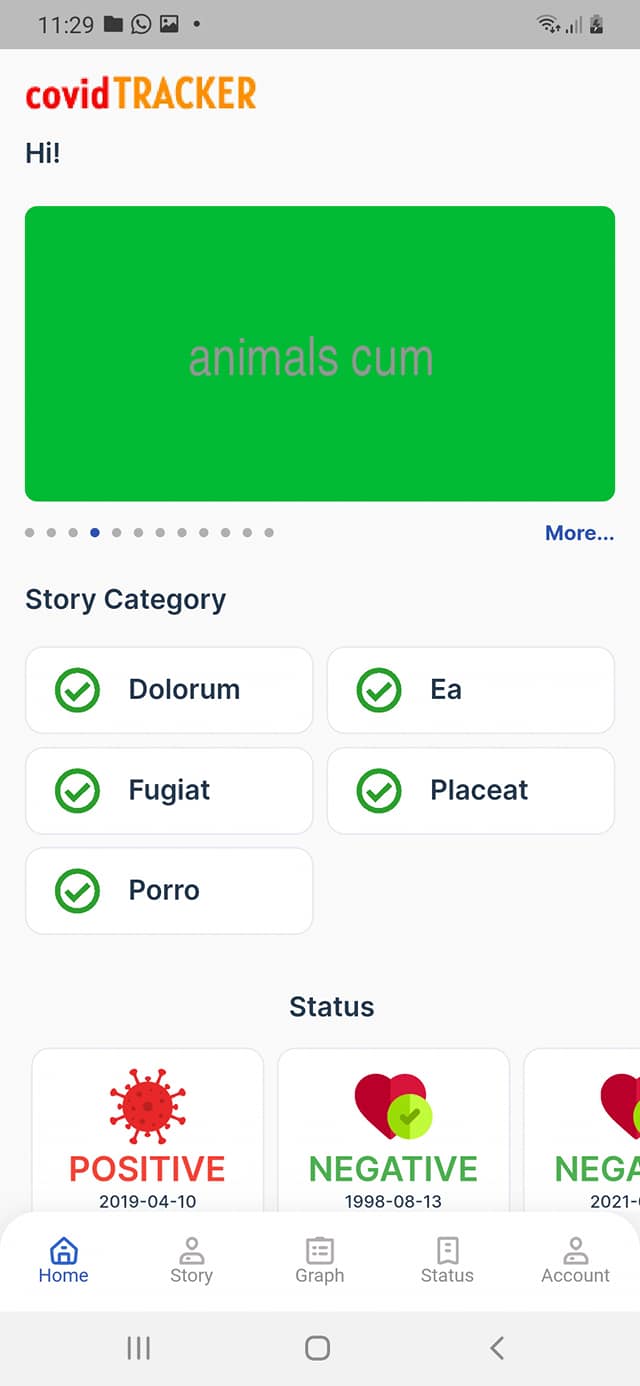 11:29
covidTRACKER
Hi!
animals cum
More...
Story Category
Dolorum
Ea
Fugiat
Placeat
Porro
Status
POSITIVE
NEGATIVE
NEGA
2019-04-10
1998-08-13
2021-
Home
Story
Graph
Status
Account